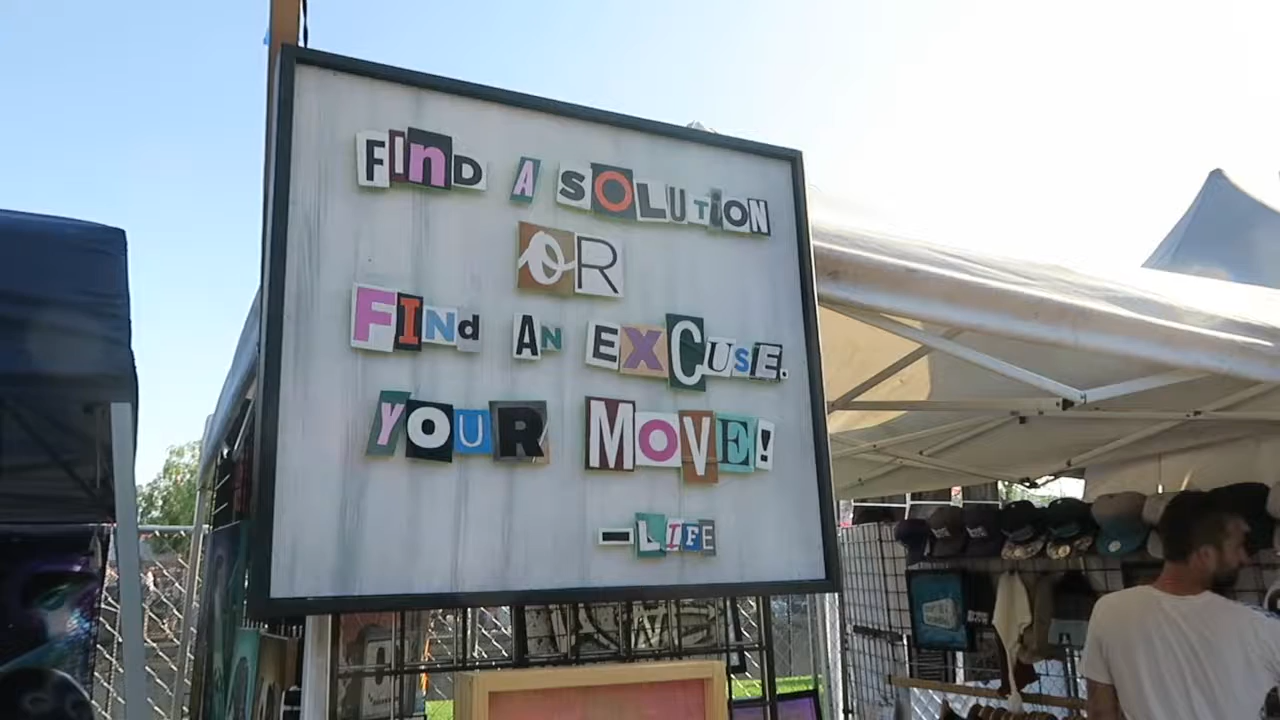 FInD A SOLUTiON
OR
FINd AN EXCUSE.
YOUR MOVE!
–LIFE